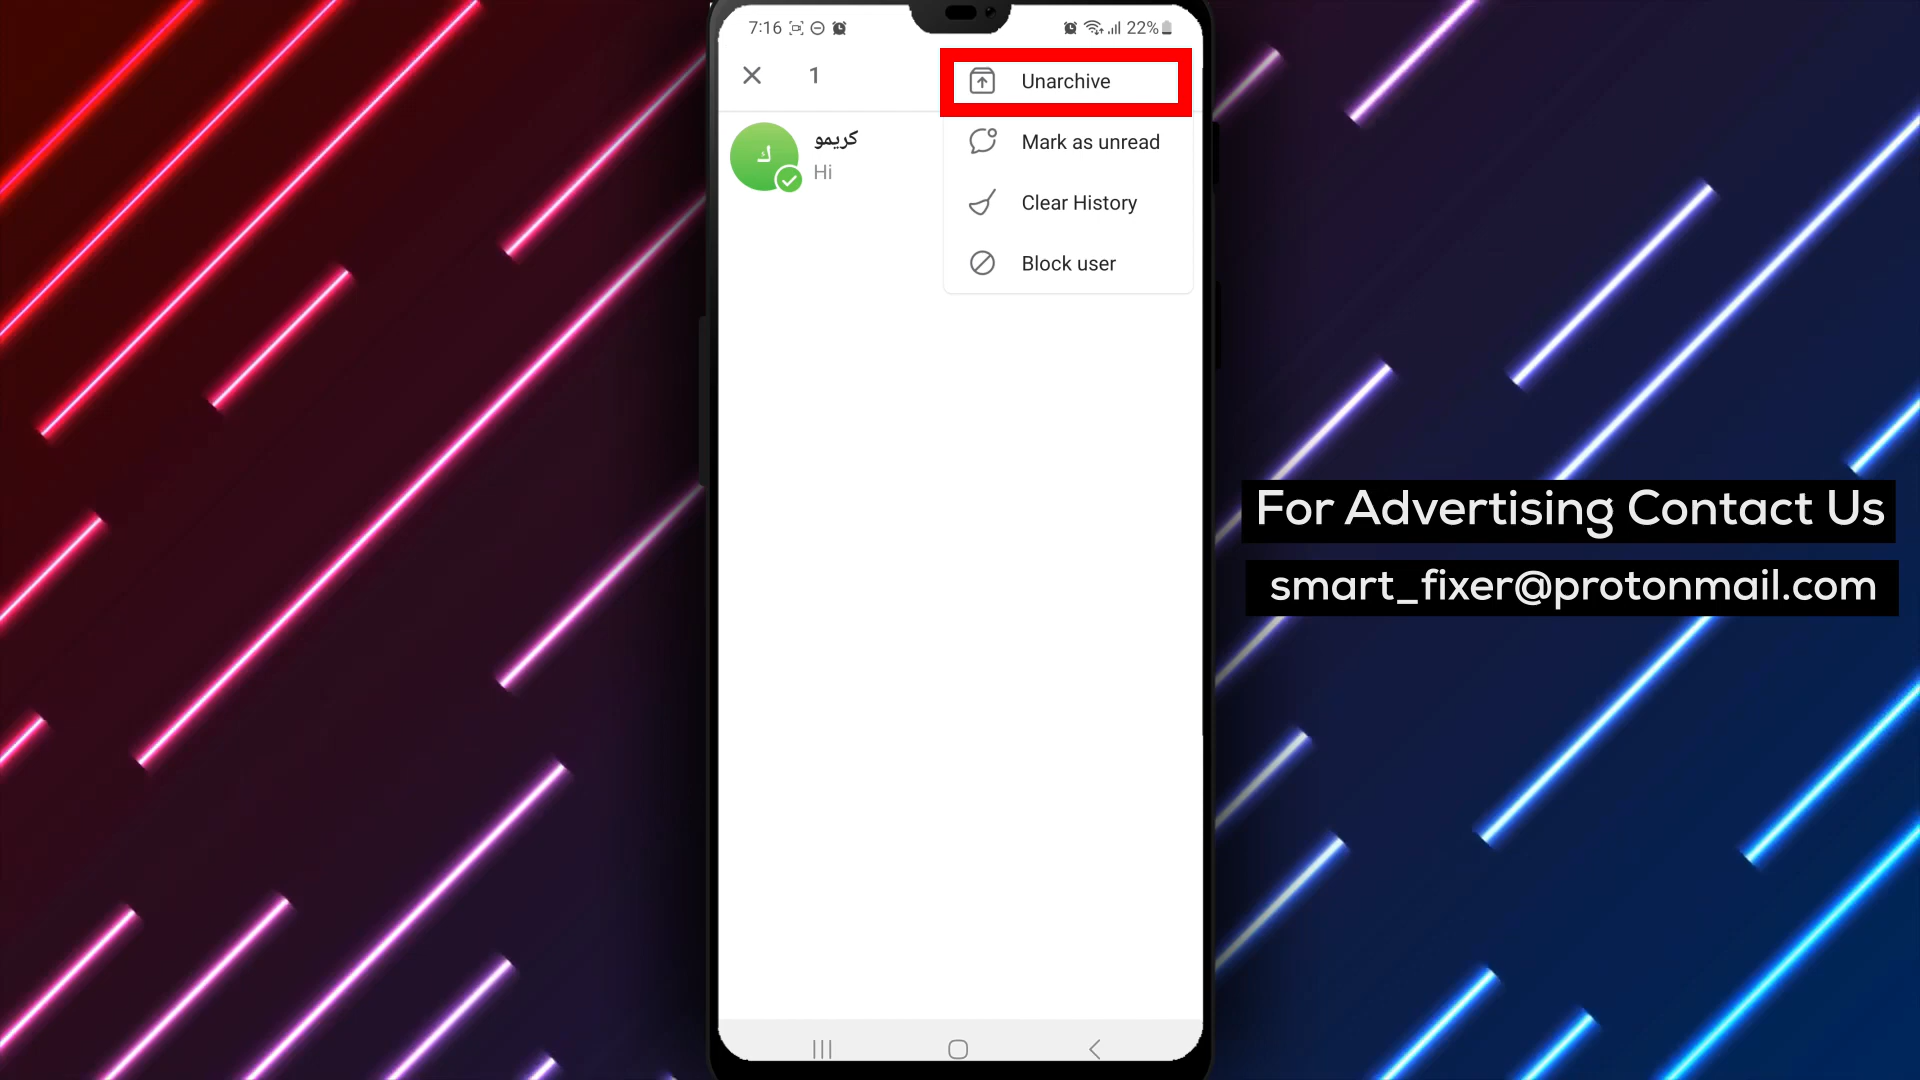 7:16
22%
1
Unarchive
كريمو
ك
Hi
Mark as unread
Clear History
Block user
For Advertising Contact Us
smart_fixer@protonmail.com